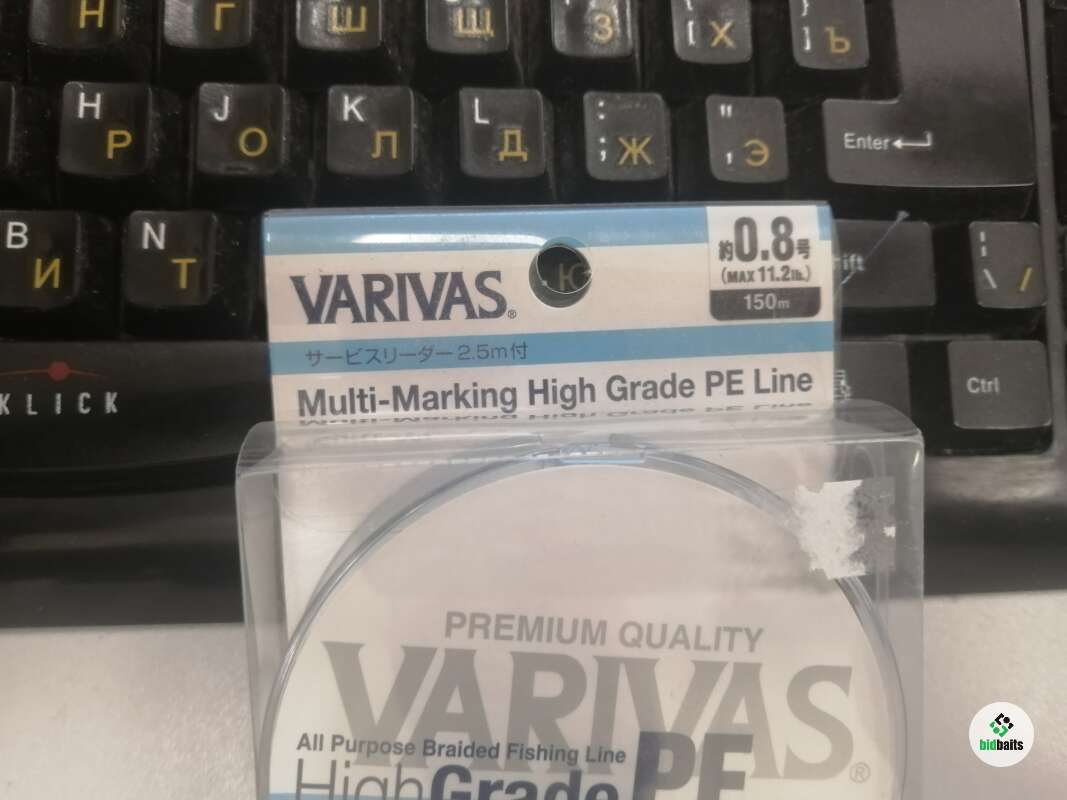 Н Г Ш Щ З [ Х ] Ъ
H Р J О K Л L Д : ; Ж " , Э Enter
B И N Т Ю ift | \ /
KLICK
Ctrl
VARIVAS®
約0.8号
(MAX 11.2lb.)
150m
サービスリーダー2.5m付
Multi-Marking High Grade PE Line
PREMIUM QUALITY
VARIVAS®
All Purpose Braided Fishing Line
HighGrade PE
bidbaits